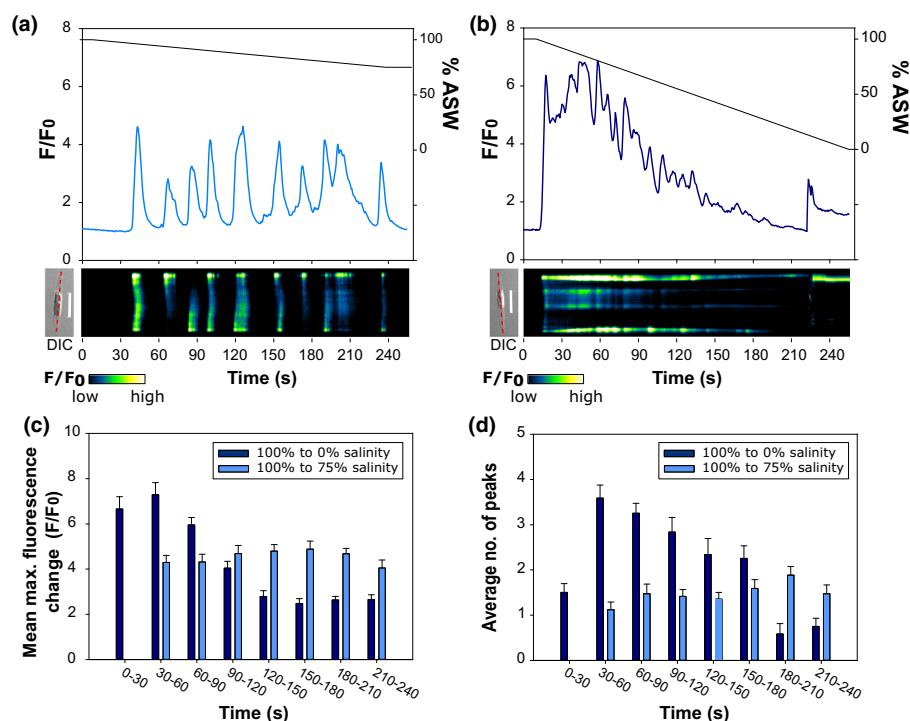 (a)
8
6
4
2
0
F/F0
100
50
0
% ASW
DIC
0 30 60 90 120 150 180 210 240
Time (s)
F/F0
low high
(b)
8
6
4
2
0
F/F0
100
50
0
% ASW
DIC
0 30 60 90 120 150 180 210 240
Time (s)
F/F0
low high
(c)
10
8
6
4
2
0
Mean max. fluorescence
change (F/F0)
100% to 0% salinity
100% to 75% salinity
0-30 30-60 60-90 90-120 120-150 150-180 180-210 210-240
Time (s)
(d)
5
4
3
2
1
0
Average no. of peaks
100% to 0% salinity
100% to 75% salinity
0-30 30-60 60-90 90-120 120-150 150-180 180-210 210-240
Time (s)